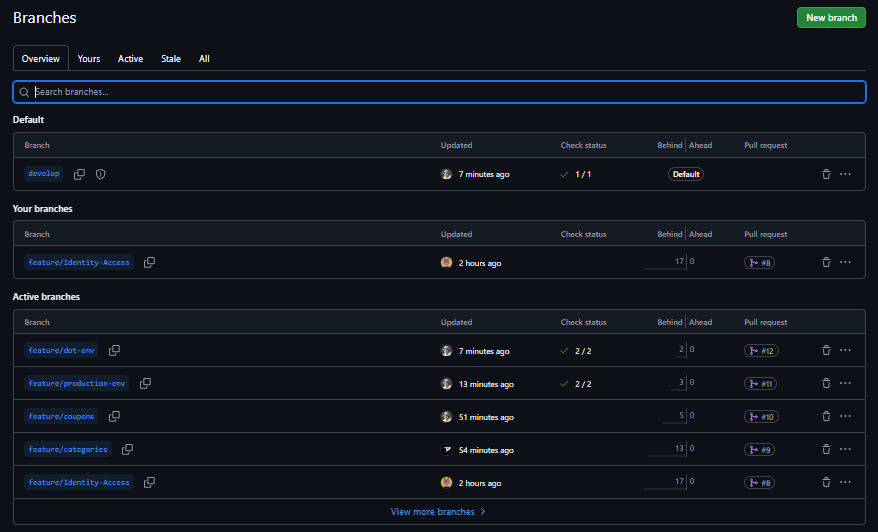 Branches
New branch
Overview Yours Active Stale All
Search branches...
Default
Branch Updated Check status Behind Ahead Pull request
develop 7 minutes ago 1 / 1 Default
Your branches
Branch Updated Check status Behind Ahead Pull request
feature/Identity-Access 2 hours ago 17 0 #8
Active branches
Branch Updated Check status Behind Ahead Pull request
feature/dot-env 7 minutes ago 2 / 2 2 0 #12
feature/production-env 13 minutes ago 2 / 2 3 0 #11
feature/coupons 51 minutes ago 5 0 #10
feature/categories 54 minutes ago 13 0 #9
feature/Identity-Access 2 hours ago 17 0 #8
View more branches